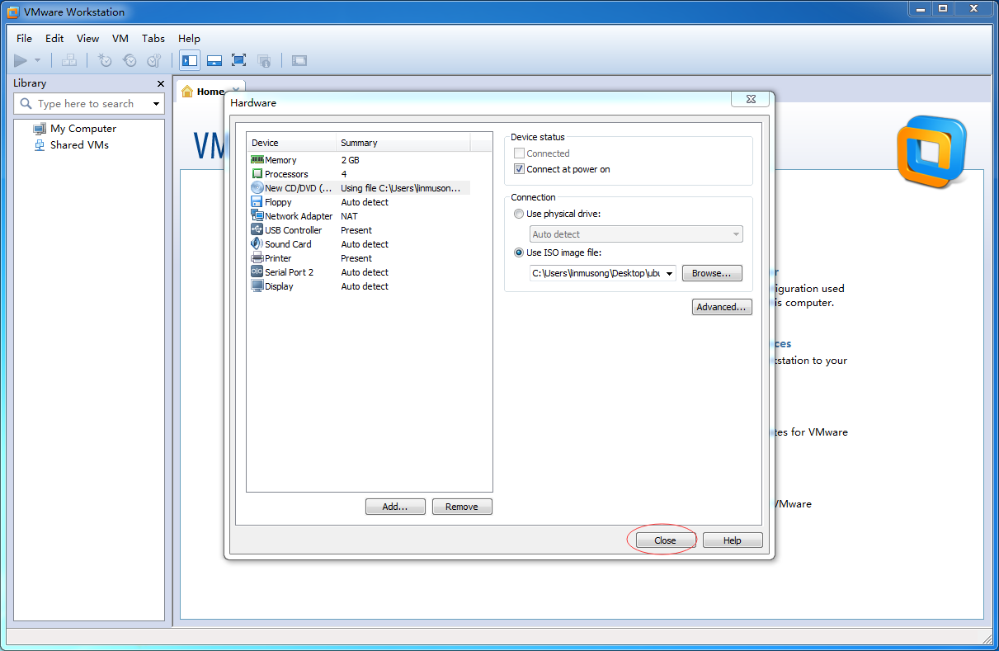 VMware Workstation
File Edit View VM Tabs Help
Library
Type here to search
My Computer
Shared VMs
Home
VM
Hardware
Device Summary
Memory 2 GB
Processors 4
New CD/DVD (... Using file C:\Users\linmuson...
Floppy Auto detect
Network Adapter NAT
USB Controller Present
Sound Card Auto detect
Printer Present
Serial Port 2 Auto detect
Display Auto detect
Add... Remove
Device status
Connected
Connect at power on
Connection
Use physical drive:
Auto detect
Use ISO image file:
C:\Users\linmusong\Desktop\ubu Browse...
Advanced...
Close Help
r
iguration used
is computer.
ces
tstation to your
tes for VMware
VMware